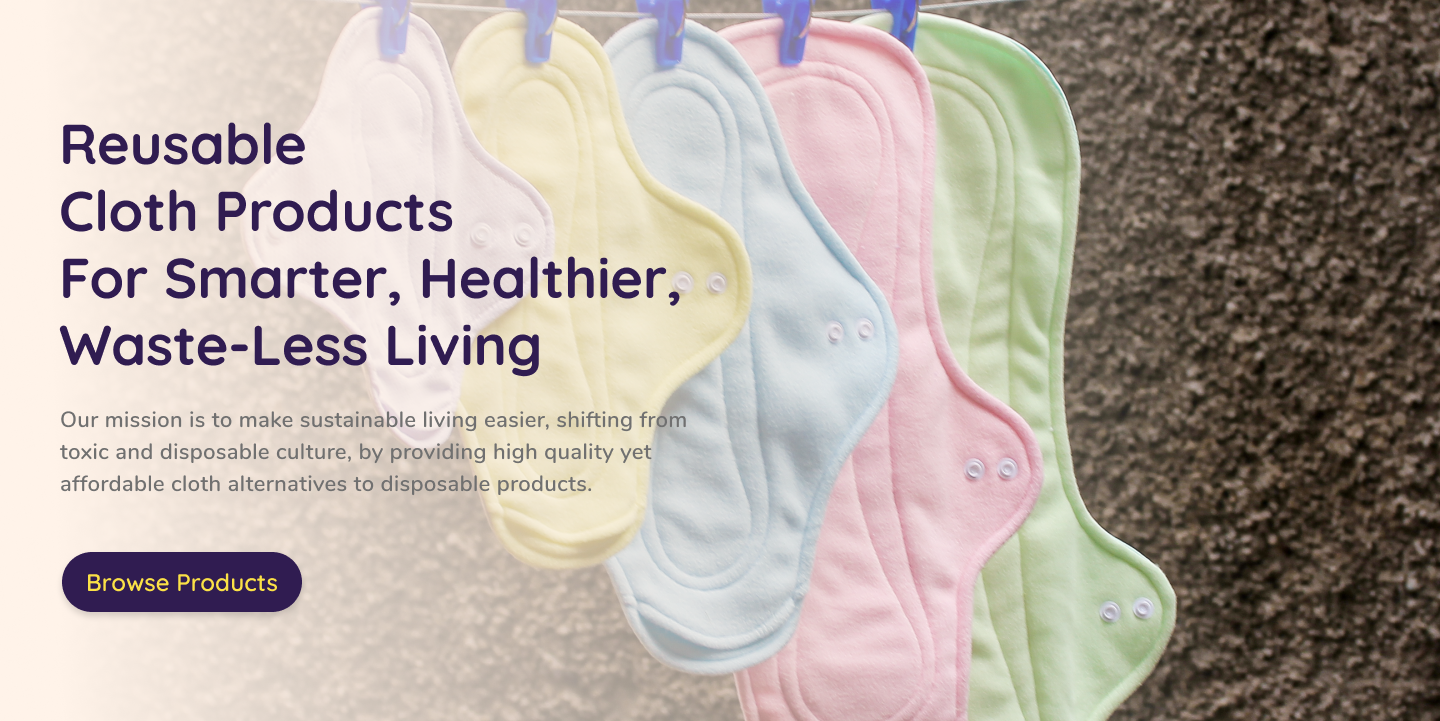 Reusable
Cloth Products
For Smarter, Healthier,
Waste-Less Living
Our mission is to make sustainable living easier, shifting from
toxic and disposable culture, by providing high quality yet
affordable cloth alternatives to disposable products.
Browse Products